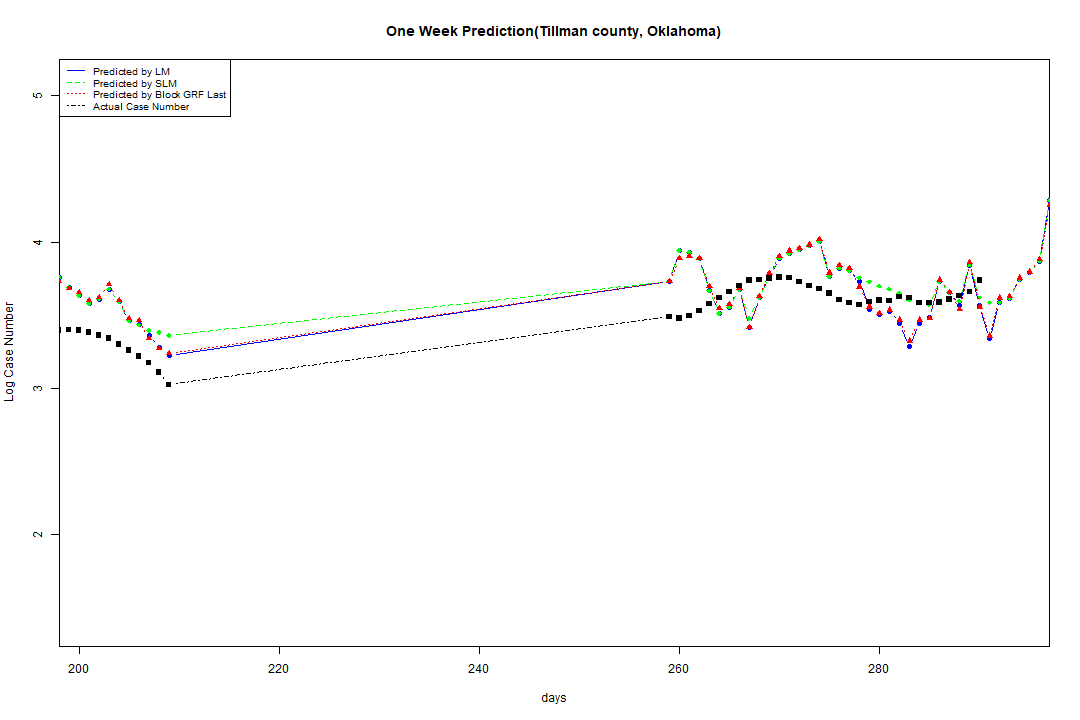 One Week Prediction(Tillman county, Oklahoma)
Predicted by LM
Predicted by SLM
Predicted by Block GRF Last
Actual Case Number
5
4
3
2
Log Case Number
200 220 240 260 280
days